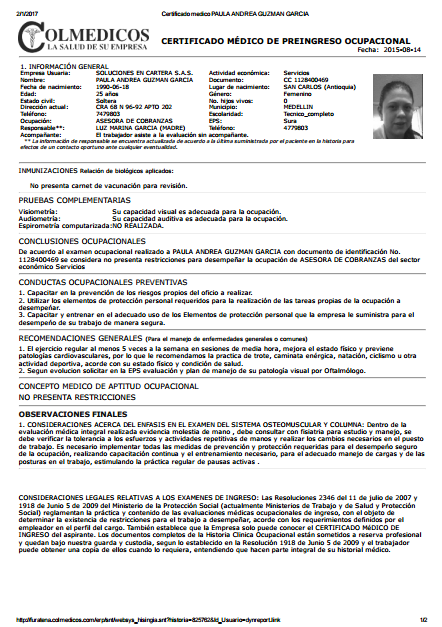 2/1/2017 Certificado medico PAULA ANDREA GUZMAN GARCIA
COLMEDICOS
LA SALUD DE SU EMPRESA
CERTIFICADO MÉDICO DE PREINGRESO OCUPACIONAL
Fecha: 2015-08-14
1. INFORMACIÓN GENERAL
Empresa Usuaria: SOLUCIONES EN CARTERA S.A.S. Actividad económica: Servicios
Nombre: PAULA ANDREA GUZMAN GARCIA Documento: CC 1128400469
Fecha de nacimiento: 1990-06-18 Lugar de nacimiento: SAN CARLOS (Antioquia)
Edad: 25 años Género: Femenino
Estado civil: Soltera No. hijos vivos: 0
Dirección actual: CRA 68 N 96-92 APTO 202 Municipio: MEDELLIN
Teléfono: 7479803 Escolaridad: Tecnico_completo
Ocupación: ASESORA DE COBRANZAS EPS: Sura
Responsable**: LUZ MARINA GARCIA (MADRE) Teléfono: 4779803
Acompañante: El trabajador asiste a la evaluación sin acompañante.
** La información de responsable se encuentra actualizada de acuerdo a la última suministrada por el paciente en la historia para
efectos de un contacto oportuno ante cualquier eventualidad.
INMUNIZACIONES Relación de biológicos aplicados:
No presenta carnet de vacunación para revisión.
PRUEBAS COMPLEMENTARIAS
Visiometría: Su capacidad visual es adecuada para la ocupación.
Audiometría: Su capacidad auditiva es adecuada para la ocupación.
Espirometría computarizada: NO REALIZADA.
CONCLUSIONES OCUPACIONALES
De acuerdo al examen ocupacional realizado a PAULA ANDREA GUZMAN GARCIA con documento de identificación No.
1128400469 se considera no presenta restricciones para desempeñar la ocupación de ASESORA DE COBRANZAS del sector
económico Servicios
CONDUCTAS OCUPACIONALES PREVENTIVAS
1. Capacitar en la prevención de los riesgos propios del oficio a realizar.
2. Utilizar los elementos de protección personal requeridos para la realización de las tareas propias de la ocupación a
desempeñar.
3. Capacitar y entrenar en el adecuado uso de los Elementos de protección personal que la empresa le suministra para el
desempeño de su trabajo de manera segura.
RECOMENDACIONES GENERALES (Para el manejo de enfermedades generales o comunes)
1. El ejercicio regular al menos 5 veces a la semana en sesiones de media hora, mejora el estado físico y previene
patologías cardiovasculares, por lo que le recomendamos la practica de trote, caminata enérgica, natación, ciclismo u otra
actividad deportiva, acorde con su estado físico y condición de salud.
2. Segun evolucion solicitar en la EPS evaluación y plan de manejo de su patología visual por Oftalmólogo.
CONCEPTO MEDICO DE APTITUD OCUPACIONAL
NO PRESENTA RESTRICCIONES
OBSERVACIONES FINALES
1. CONSIDERACIONES ACERCA DEL ENFASIS EN EL EXAMEN DEL SISTEMA OSTEOMUSCULAR Y COLUMNA: Dentro de la
evaluación médica integral realizada evidencia molestia de mano , debe consultar con fisiatria para estudio y manejo, se
debe verificar la tolerancia a los esfuerzos y actividades repetitivas de manos y realizar los cambios necesarios en el puesto
de trabajo. Es necesario implementar todas las medidas de prevención y protección requeridas para el desempeño seguro
de la ocupación, realizando capacitación continua y el entrenamiento necesario, para el adecuado manejo de cargas y de las
posturas en el trabajo, estimulando la práctica regular de pausas activas .
CONSIDERACIONES LEGALES RELATIVAS A LOS EXAMENES DE INGRESO: Las Resoluciones 2346 del 11 de julio de 2007 y
1918 de Junio 5 de 2009 del Ministerio de la Protección Social (actualmente Ministerios de Trabajo y de Salud y Protección
Social) reglamentan la práctica y contenido de las evaluaciones médicas ocupacionales de ingreso, con el objeto de
determinar la existencia de restricciones para el trabajo a desempeñar, acorde con los requerimientos definidos por el
empleador en el perfil del cargo. También establece que la Empresa solo puede conocer el CERTIFICADO MéDICO DE
INGRESO del aspirante. Los documentos completos de la Historia Clinica Ocupacional están sometidos a reserva profesional
y quedan bajo nuestra guarda y custodia. Según lo establecido en la Resolución 1918 de Junio 5 de 2009 y el trabajador
puede obtener una copia de ellos cuando lo requiera, entendiendo que hacen parte integral de su historial médico.
http://furatena.colmedicos.com/erp/snt/websys_hisingia.snt?historia=825762&Id_Usuario=dynreport.link 1/2